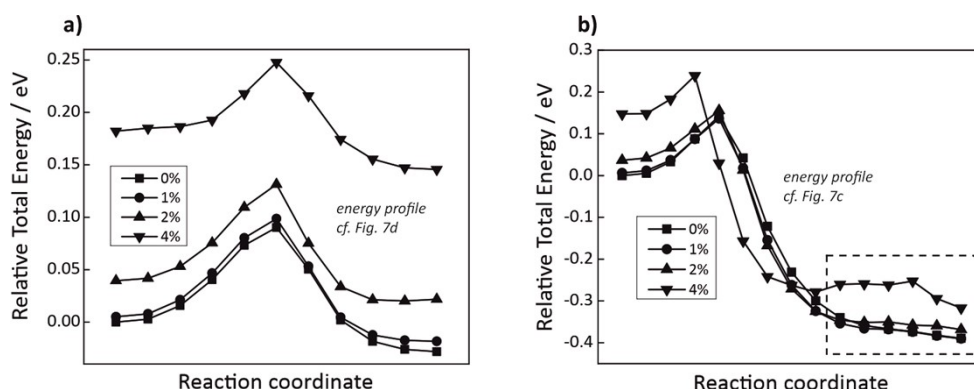 a)
Relative Total Energy / eV
0.25
0.20
0.15
0.10
0.05
0.00
0%
1%
2%
4%
energy profile
cf. Fig. 7d
Reaction coordinate
b)
Relative Total Energy / eV
0.3
0.2
0.1
0.0
-0.1
-0.2
-0.3
-0.4
energy profile
cf. Fig. 7c
0%
1%
2%
4%
Reaction coordinate